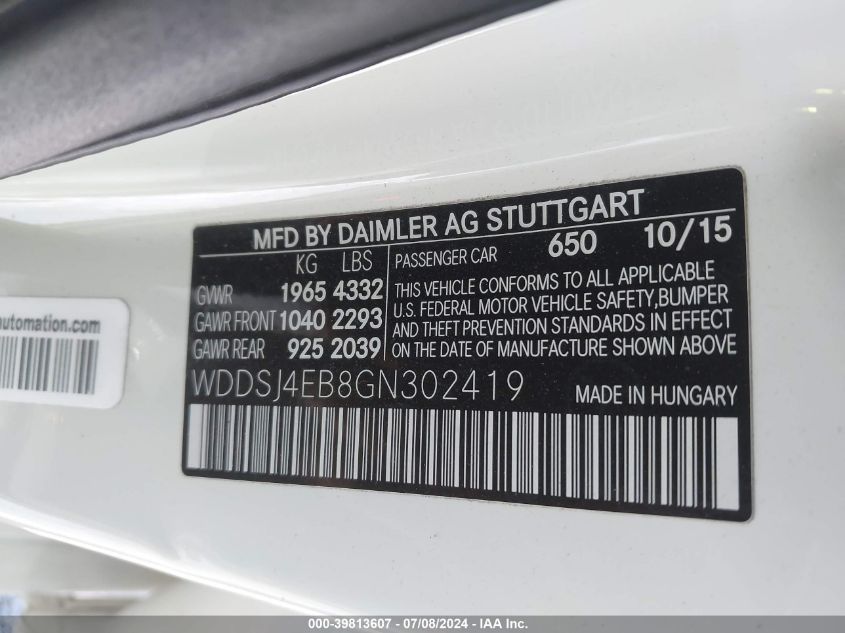 MFD BY DAIMLER AG STUTTGART
KG LBS
GVWR 1965 4332
GAWR FRONT 1040 2293
GAWR REAR 925 2039
PASSENGER CAR 650 10/15
THIS VEHICLE CONFORMS TO ALL APPLICABLE
U.S. FEDERAL MOTOR VEHICLE SAFETY,BUMPER
AND THEFT PREVENTION STANDARDS IN EFFECT
ON THE DATE OF MANUFACTURE SHOWN ABOVE
WDDSJ4EB8GN302419 MADE IN HUNGARY
automation.com
000-39813607 - 07/08/2024 - IAA Inc.